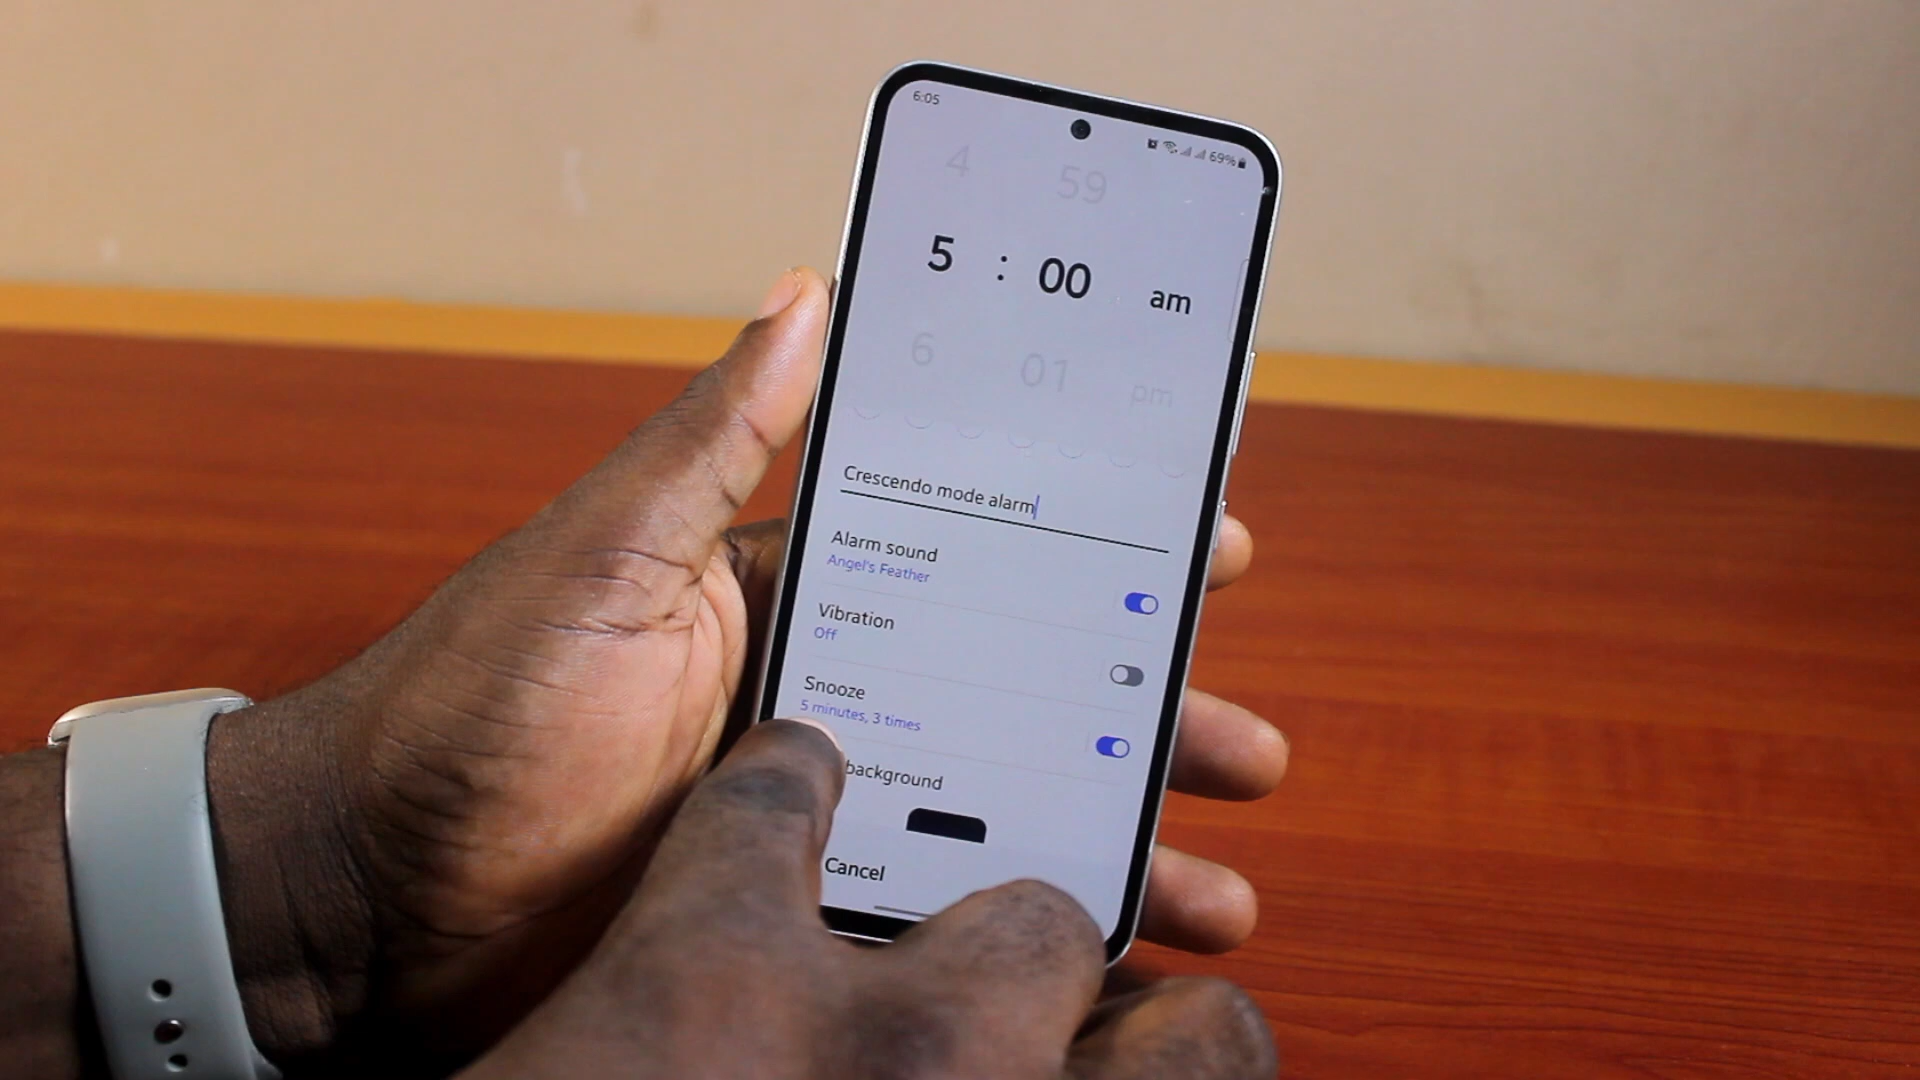 6:05
69%
4 59
5 : 00 am
6 01 pm
Crescendo mode alarm
Alarm sound
Angel's Feather
Vibration
Off
Snooze
5 minutes, 3 times
background
Cancel